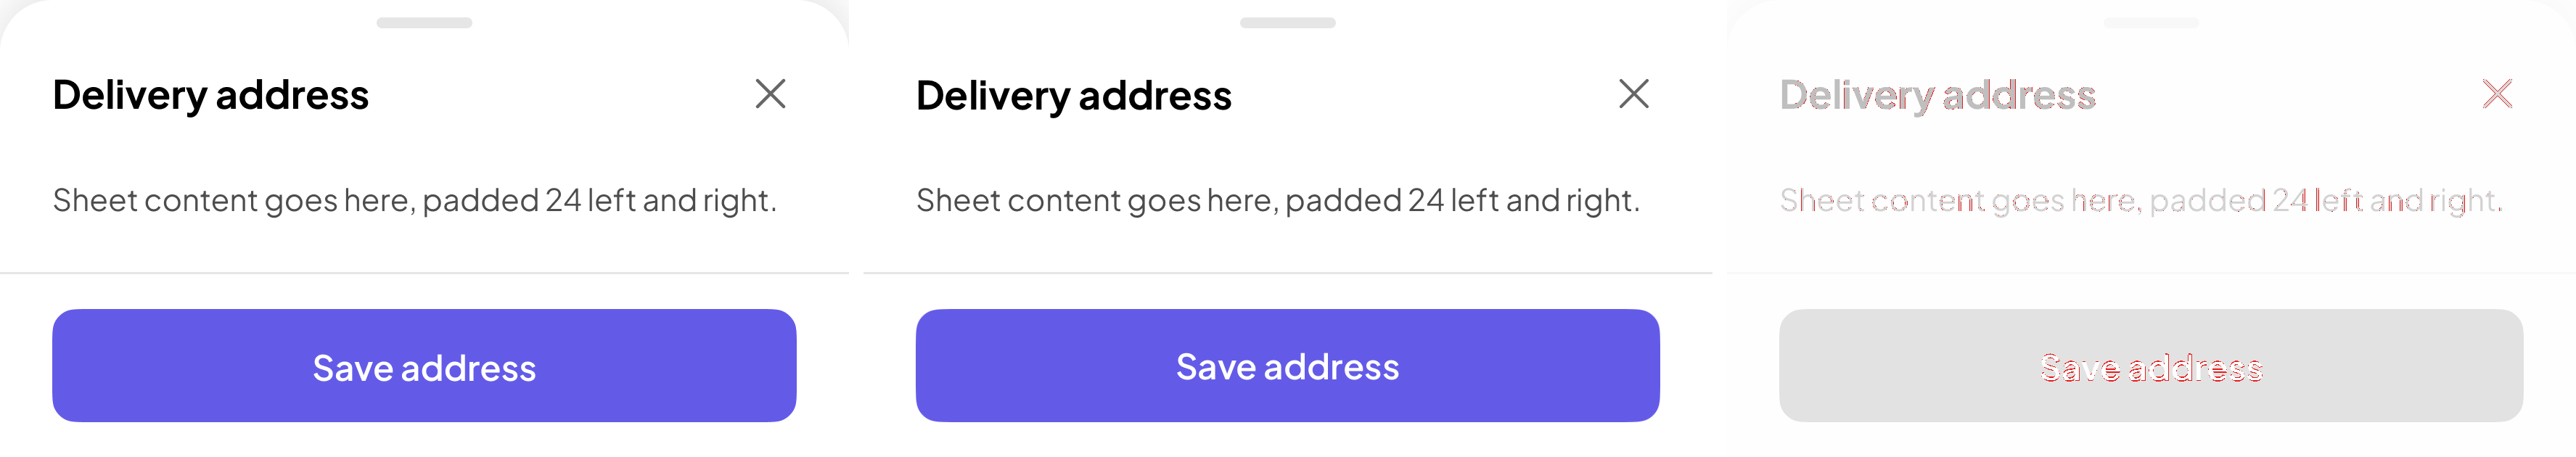 Delivery address
Sheet content goes here, padded 24 left and right.
Save address
Delivery address
Sheet content goes here, padded 24 left and right.
Save address
Delivery address
Sheet content goes here, padded 24 left and right.
Save address